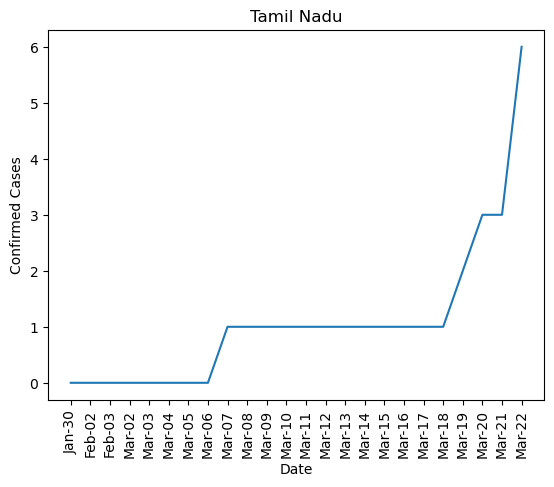 Tamil Nadu
Confirmed Cases
6
5
4
3
2
1
0
Jan-30
Feb-02
Feb-03
Mar-02
Mar-03
Mar-04
Mar-05
Mar-06
Mar-07
Mar-08
Mar-09
Mar-10
Mar-11
Mar-12
Mar-13
Mar-14
Mar-15
Mar-16
Mar-17
Mar-18
Mar-19
Mar-20
Mar-21
Mar-22
Date